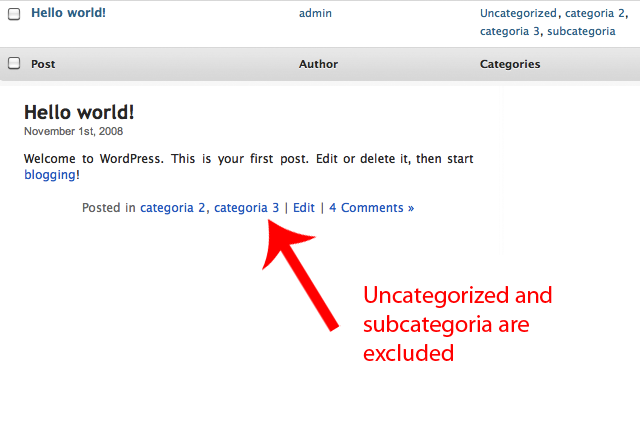 Hello world! admin Uncategorized, categoria 2,
categoria 3, subcategoria
Post Author Categories
Hello world!
November 1st, 2008
Welcome to WordPress. This is your first post. Edit or delete it, then start
blogging!
Posted in categoria 2, categoria 3 | Edit | 4 Comments »
Uncategorized and
subcategoria are
excluded